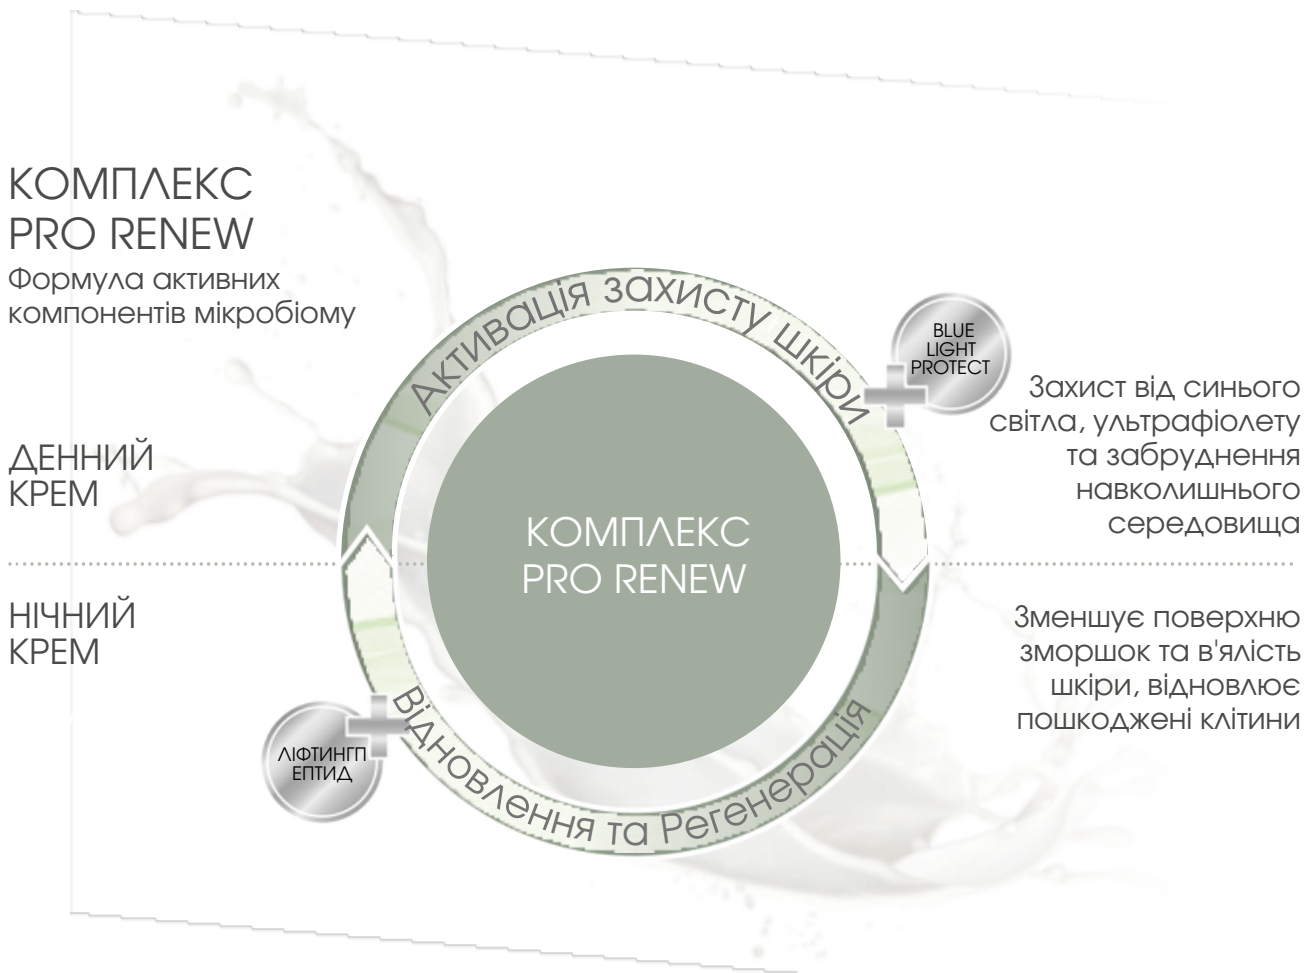 КОМПЛЕКС
PRO RENEW
Формула активних
компонентів мікробіому
Активація захисту шкіри
BLUE
LIGHT
PROTECT
Захист від синього
світла, ультрафіолету
та забруднення
навколишнього
середовища
ДЕННИЙ
КРЕМ
КОМПЛЕКС
PRO RENEW
НІЧНИЙ
КРЕМ
Зменшує поверхню
зморшок та в'ялість
шкіри, відновлює
пошкоджені клітини
ЛІФТИНГП
ЕПТИД
Відновлення та Регенерація